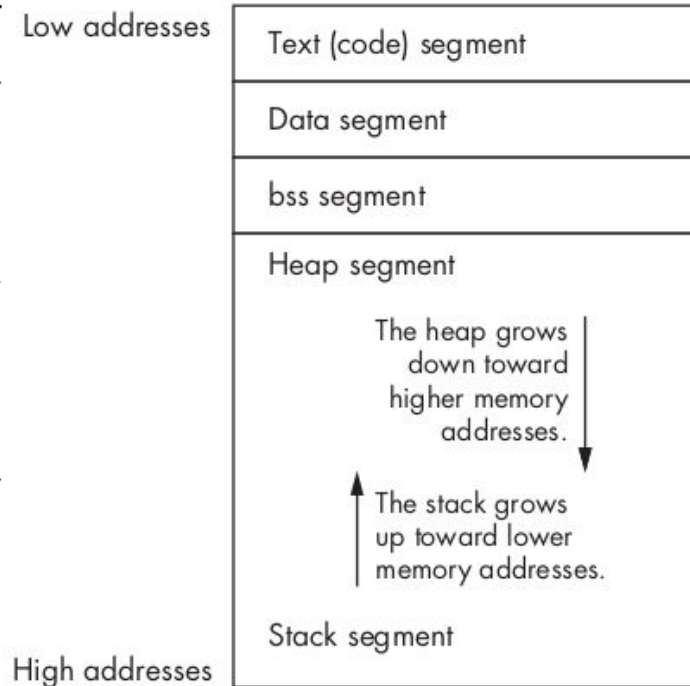 Low addresses
Text (code) segment
Data segment
bss segment
Heap segment
The heap grows
down toward
higher memory
addresses.
The stack grows
up toward lower
memory addresses.
Stack segment
High addresses